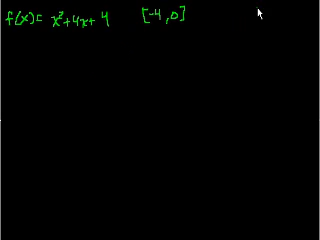 f(x)= x²+4x+4 [-4,0]